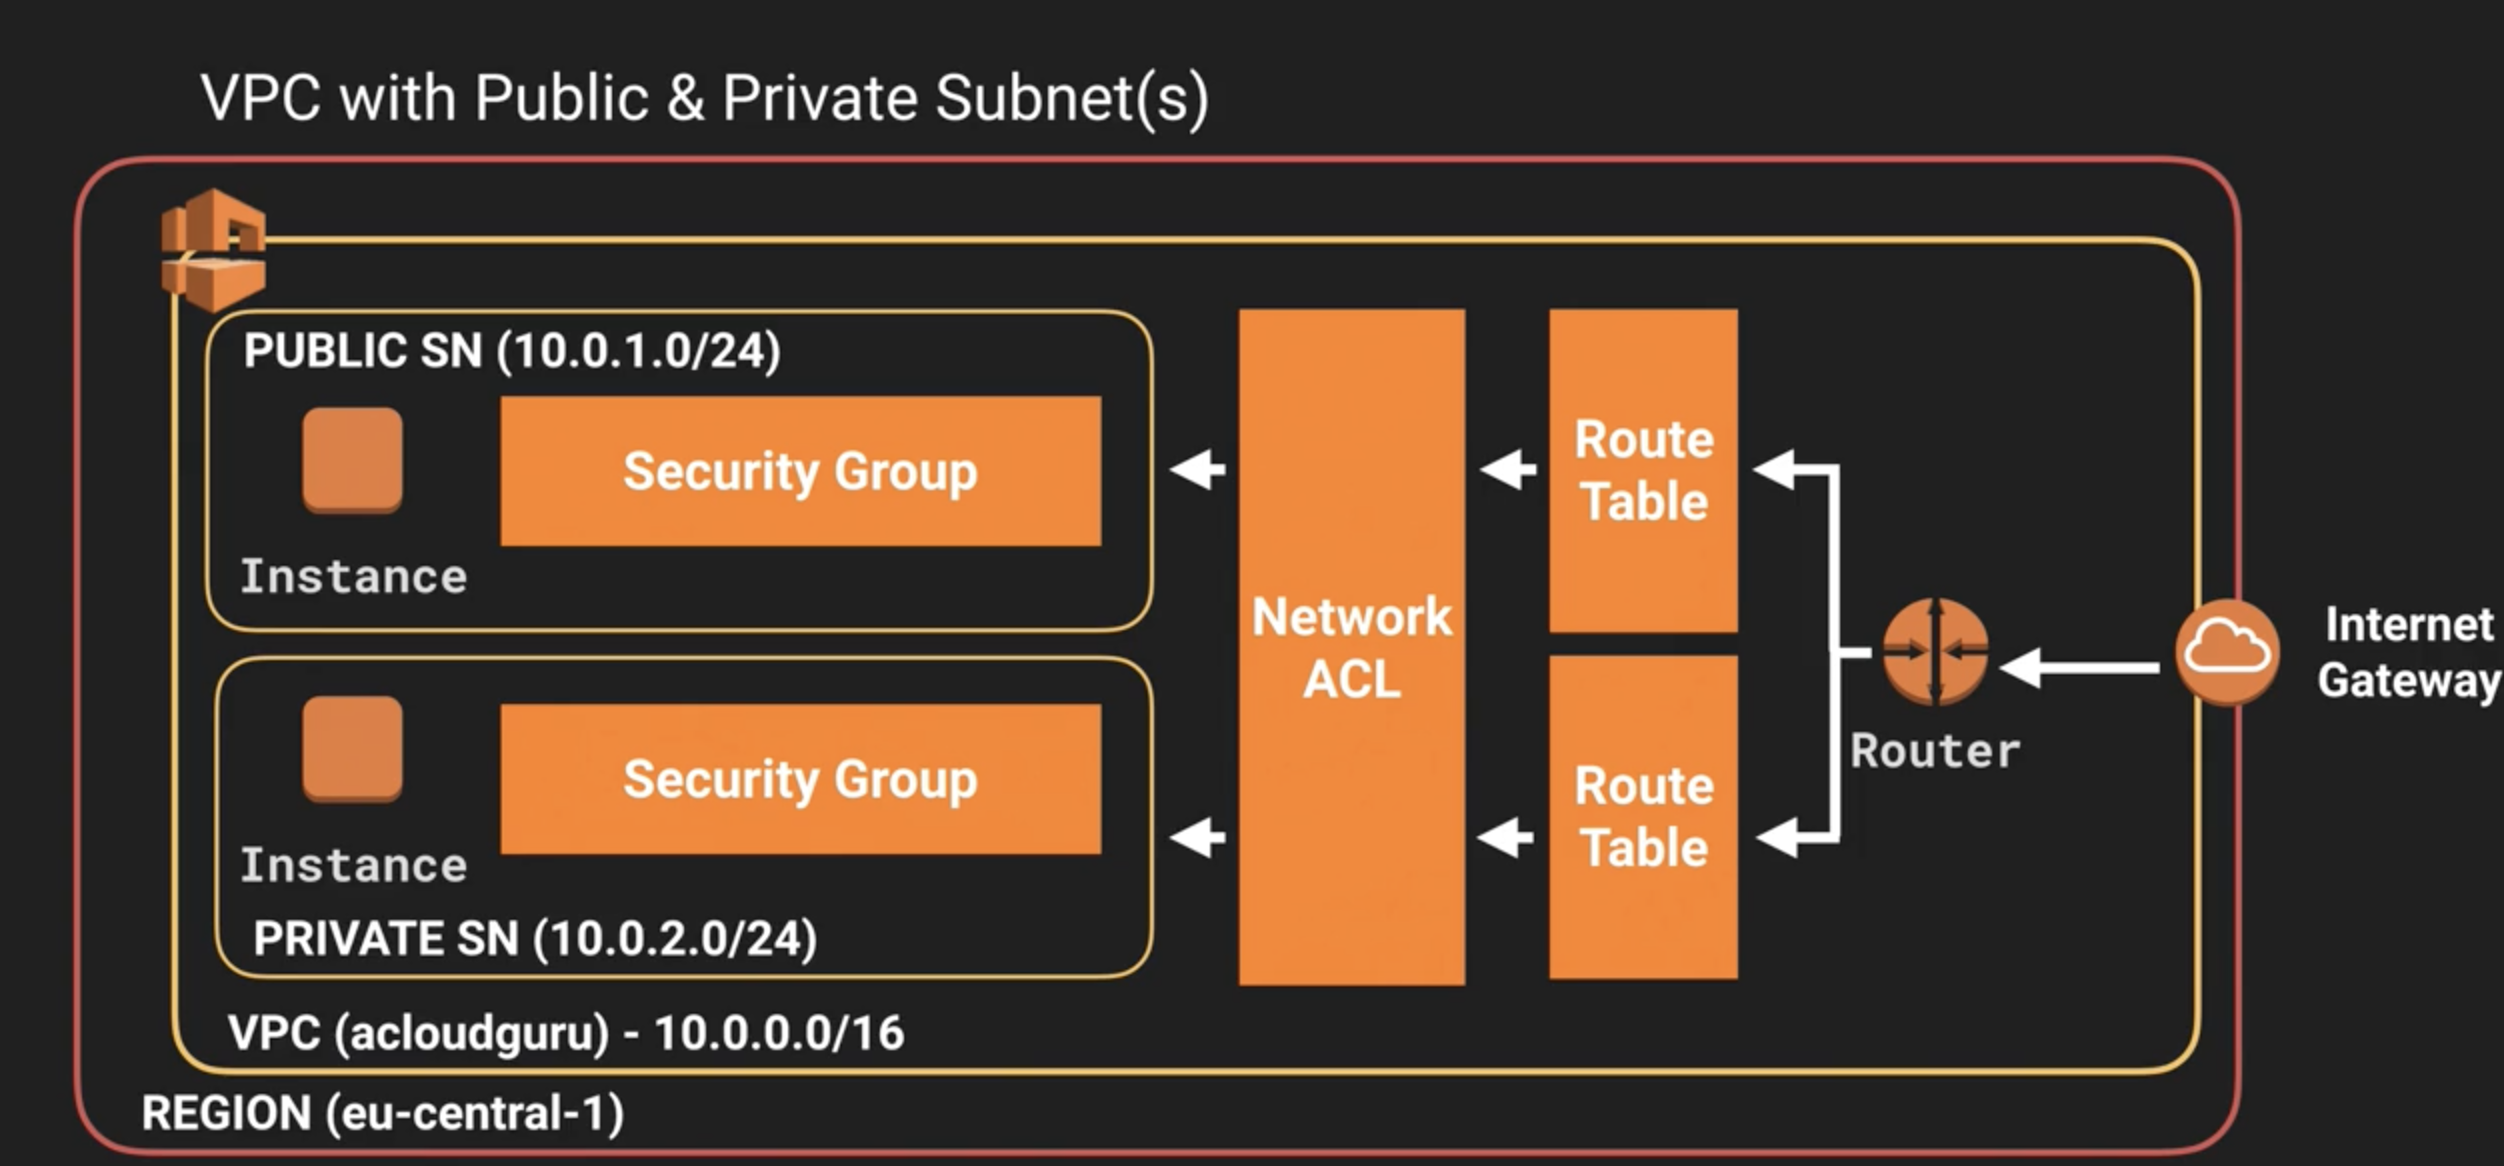 VPC with Public & Private Subnet(s)
PUBLIC SN (10.0.1.0/24)
Security Group
Instance
Security Group
Instance
PRIVATE SN (10.0.2.0/24)
Network
ACL
Route
Table
Route
Table
Router
Internet
Gateway
VPC (acloudguru) - 10.0.0.0/16
REGION (eu-central-1)